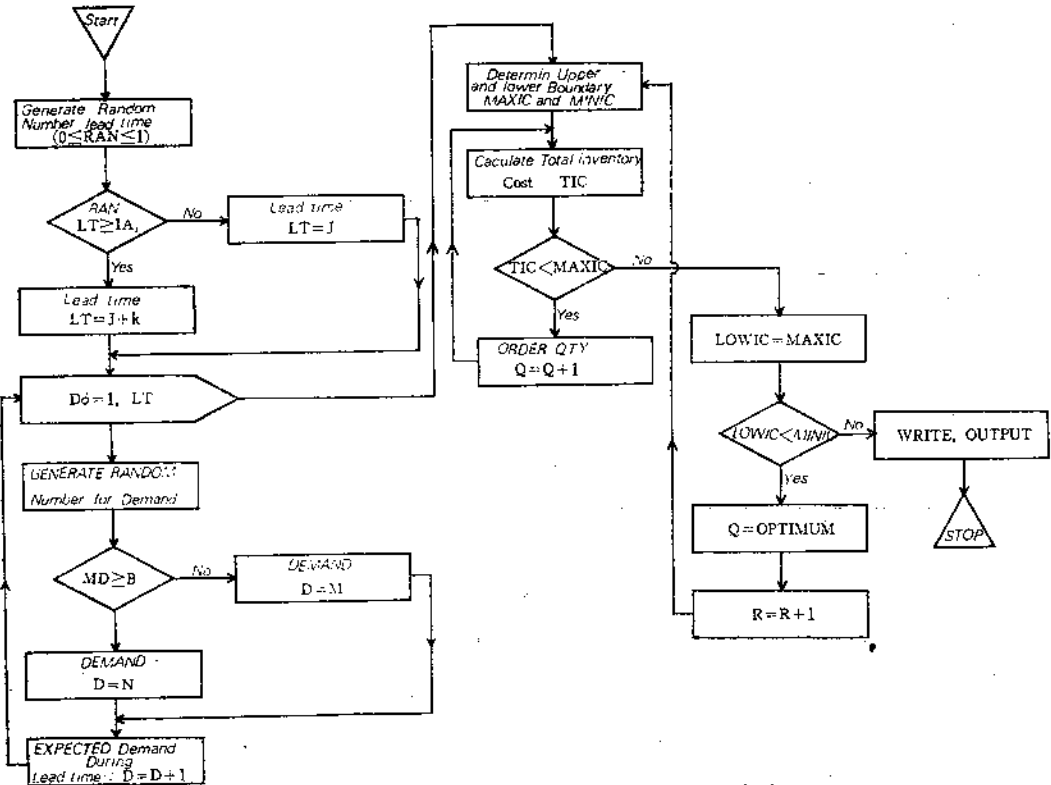 Start
Generate Random
Number lead time
(0≤RAN≤1)
RAN
LT≥IA,
No
Lead time
LT=J
Yes
Lead time
LT=J+k
Do=1, LT
GENERATE RANDOM
Number for Demand
MD≥B
No
DEMAND
D=M
DEMAND
D=N
EXPECTED Demand
During
Lead time: D=D+1
Determin Upper
and lower Boundary
MAXIC and MINIC
Caculate Total inventory
Cost TIC
TIC<MAXIC
No
Yes
ORDER QTY
Q=Q+1
LOWIC=MAXIC
LOWIC<MINIC
No
WRITE, OUTPUT
Yes
STOP
Q=OPTIMUM
R=R+1